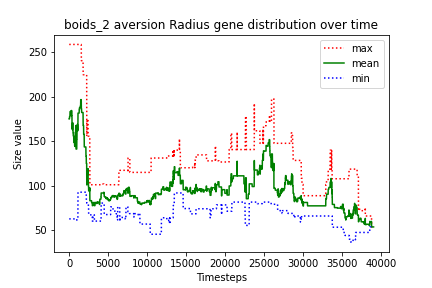 boids_2 aversion Radius gene distribution over time
max
mean
min
Size value
250
200
150
100
50
0
5000
10000
15000
20000
25000
30000
35000
40000
Timesteps